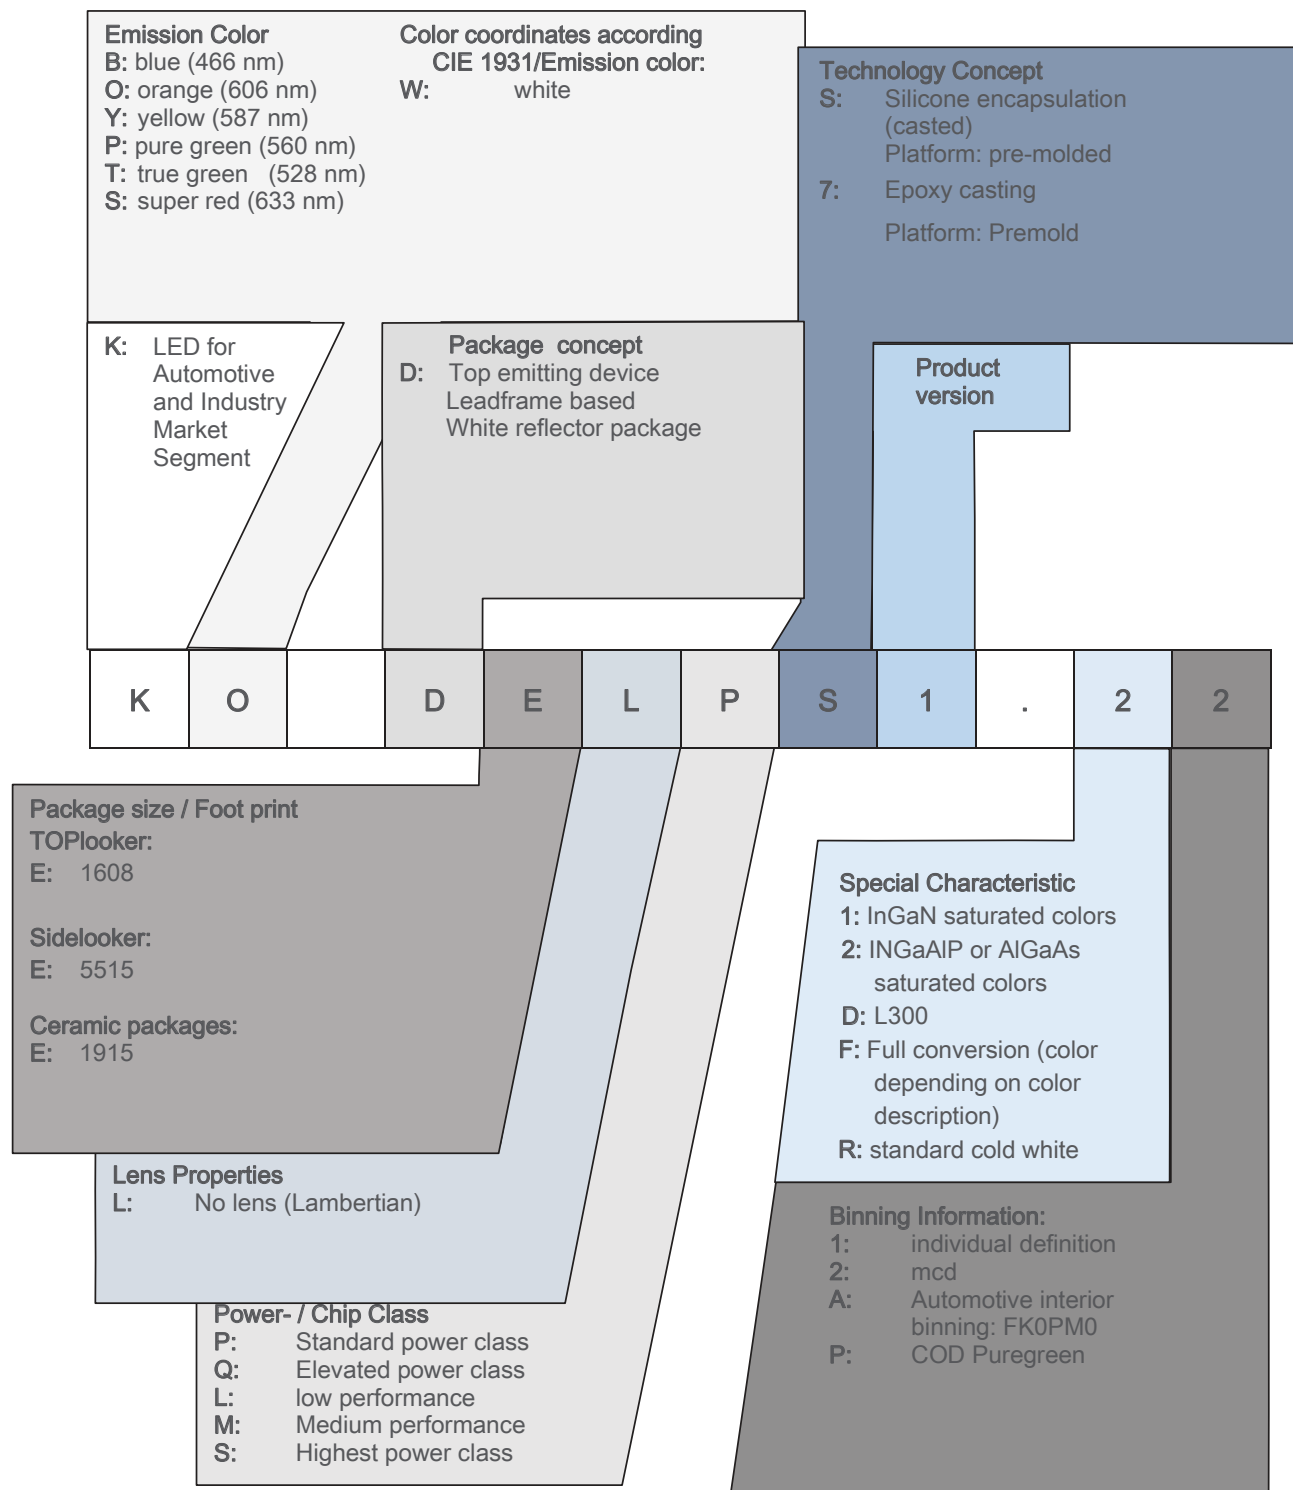 Emission Color
B: blue (466 nm)
O: orange (606 nm)
Y: yellow (587 nm)
P: pure green (560 nm)
T: true green (528 nm)
S: super red (633 nm)
Color coordinates according
CIE 1931/Emission color:
W: white
Technology Concept
S: Silicone encapsulation
(casted)
Platform: pre-molded
7: Epoxy casting
Platform: Premold
K: LED for
Automotive
and Industry
Market
Segment
Package concept
D: Top emitting device
Leadframe based
White reflector package
Product
version
K O D E L P S 1 . 2 2
Package size / Foot print
TOPlooker:
E: 1608
Sidelooker:
E: 5515
Ceramic packages:
E: 1915
Lens Properties
L: No lens (Lambertian)
Power- / Chip Class
P: Standard power class
Q: Elevated power class
L: low performance
M: Medium performance
S: Highest power class
Special Characteristic
1: InGaN saturated colors
2: INGaAlP or AlGaAs
saturated colors
D: L300
F: Full conversion (color
depending on color
description)
R: standard cold white
Binning Information:
1: individual definition
2: mcd
A: Automotive interior
binning: FK0PM0
P: COD Puregreen